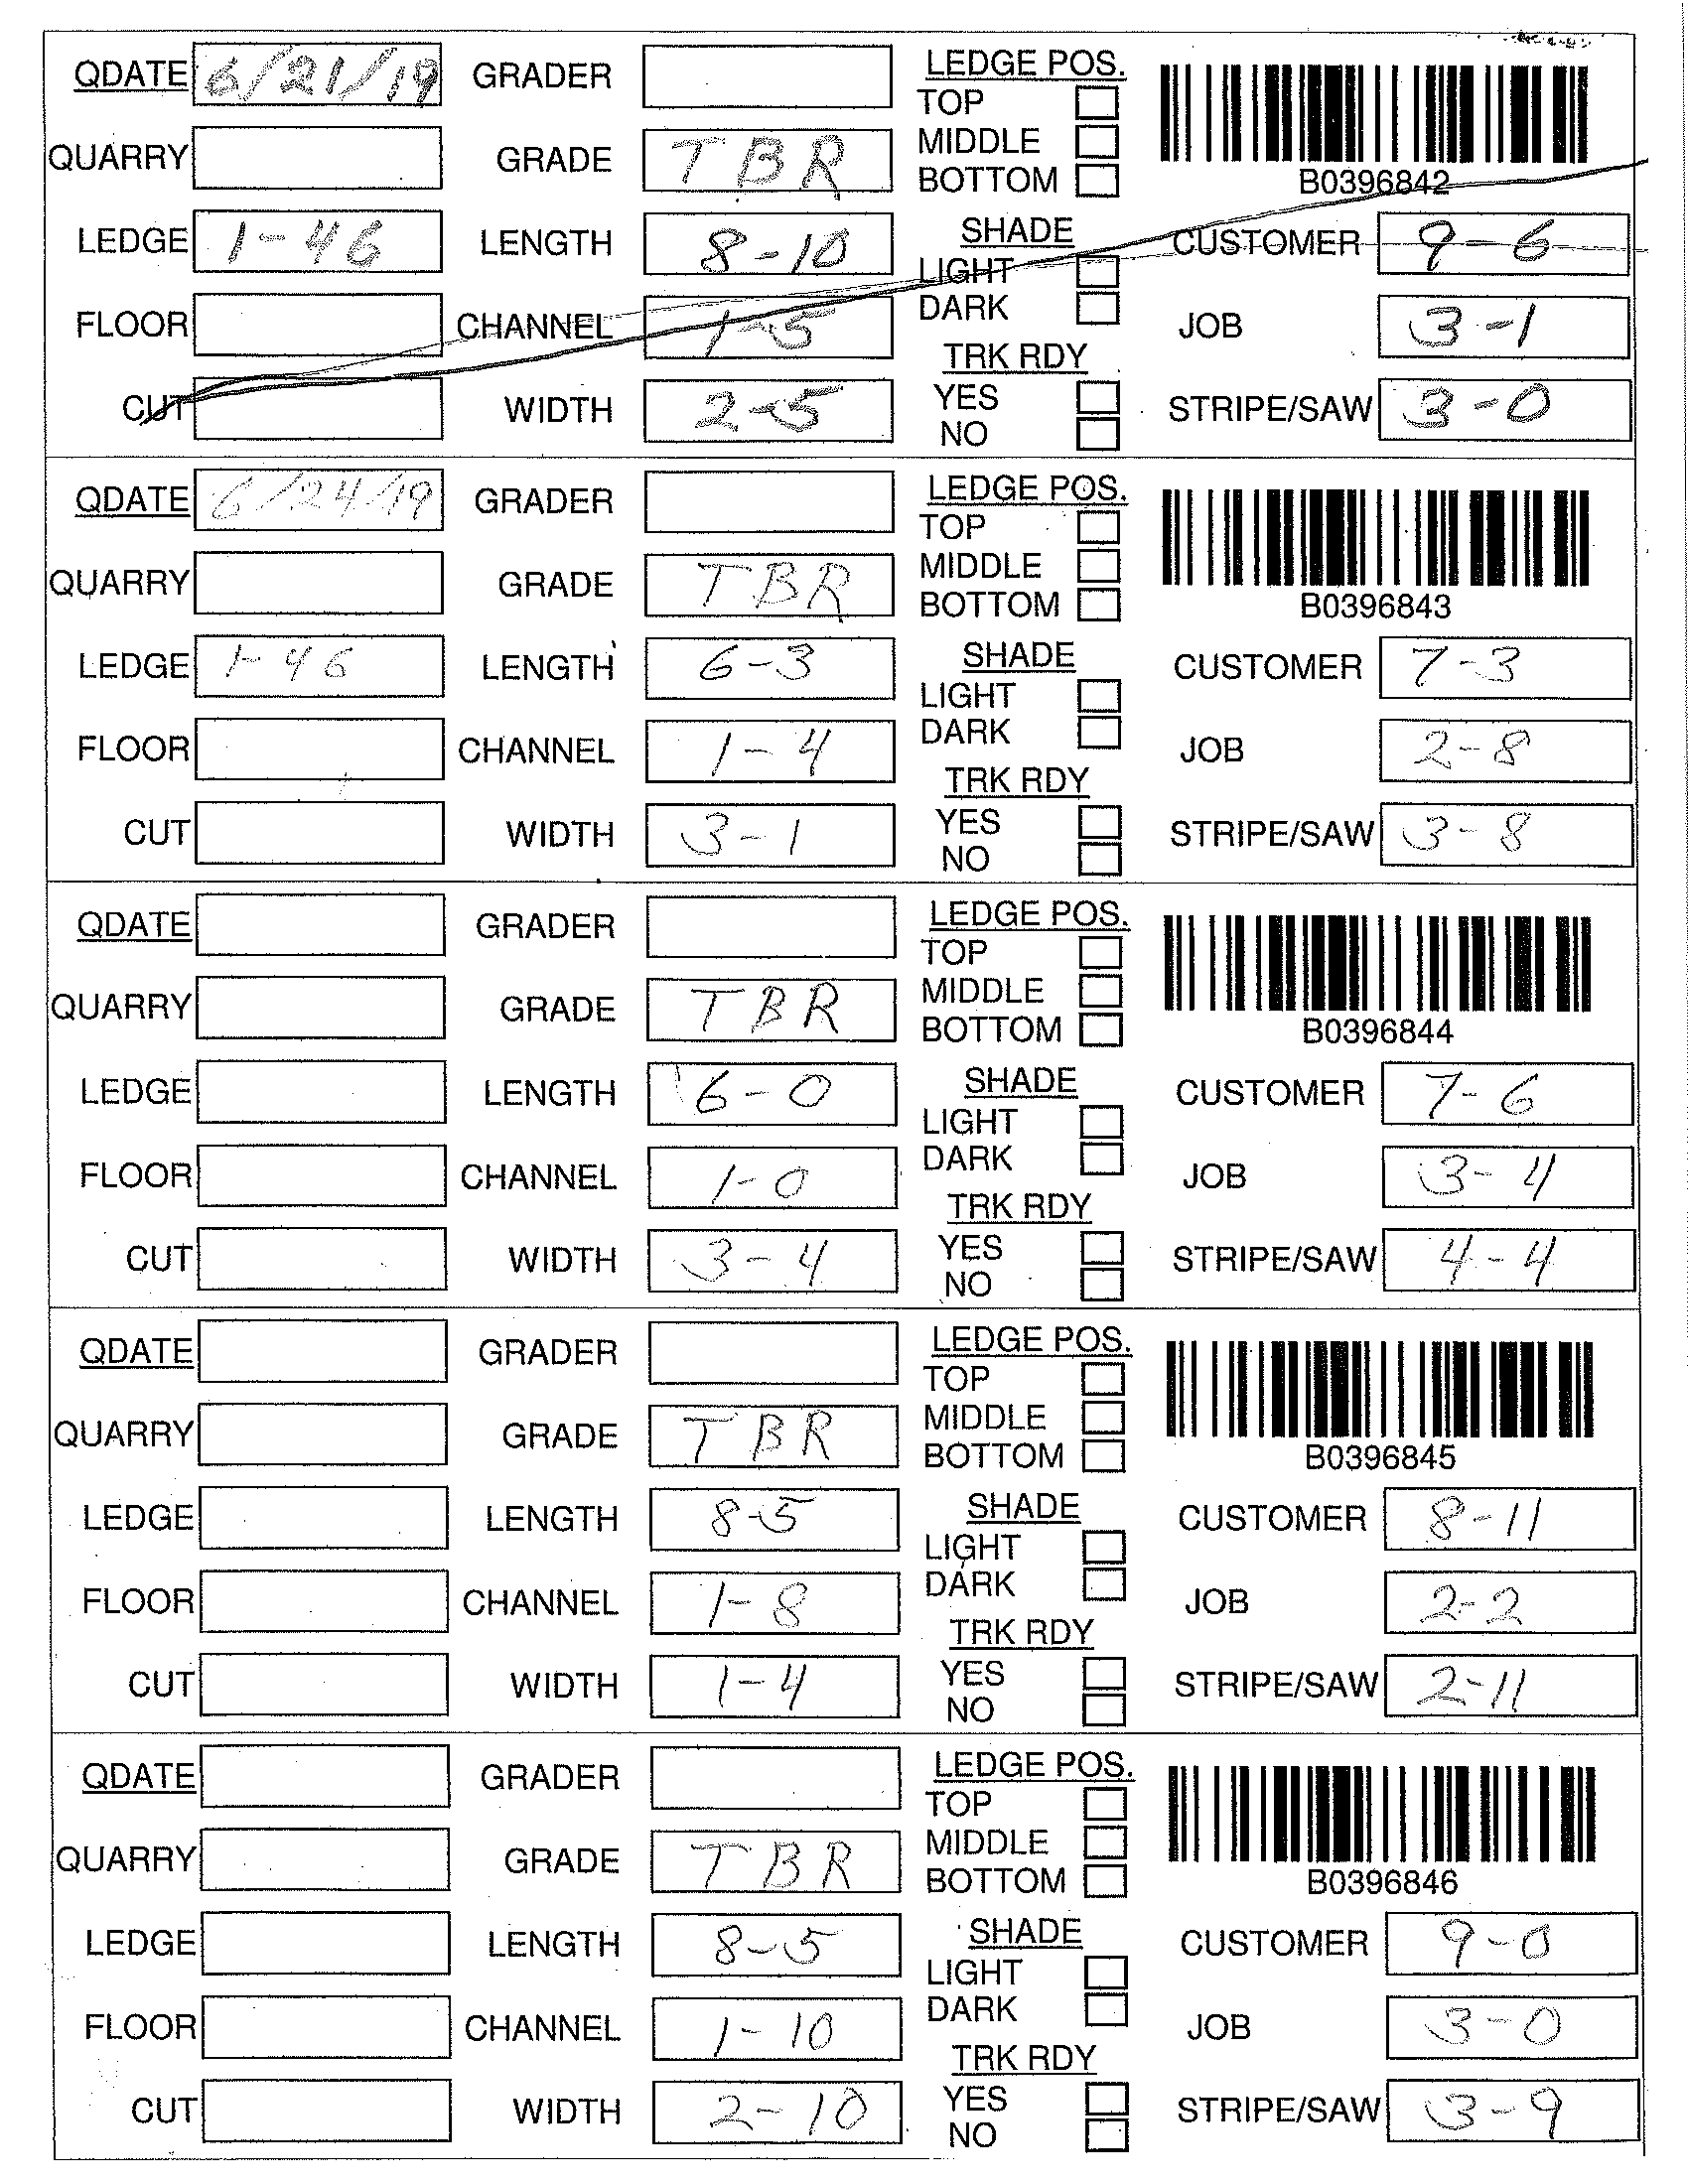 QDATE 6/21/19 GRADER LEDGE POS.
TOP
QUARRY GRADE TBR MIDDLE
BOTTOM B0396842
LEDGE 1-46 LENGTH 8-10 SHADE CUSTOMER 9-6
LIGHT
FLOOR CHANNEL 1-5 DARK JOB 3-1
TRK RDY
CUT WIDTH 2-5 YES STRIPE/SAW 3-0
NO
QDATE 6/24/19 GRADER LEDGE POS.
TOP
QUARRY GRADE TBR MIDDLE
BOTTOM B0396843
LEDGE 1-46 LENGTH 6-3 SHADE CUSTOMER 7-3
LIGHT
FLOOR CHANNEL 1-4 DARK JOB 2-8
TRK RDY
CUT WIDTH 3-1 YES STRIPE/SAW 3-8
NO
QDATE GRADER LEDGE POS.
TOP
QUARRY GRADE TBR MIDDLE
BOTTOM B0396844
LEDGE LENGTH 6-0 SHADE CUSTOMER 7-6
LIGHT
FLOOR CHANNEL 1-0 DARK JOB 3-4
TRK RDY
CUT WIDTH 3-4 YES STRIPE/SAW 4-4
NO
QDATE GRADER LEDGE POS.
TOP
QUARRY GRADE TBR MIDDLE
BOTTOM B0396845
LEDGE LENGTH 8-5 SHADE CUSTOMER 8-11
LIGHT
FLOOR CHANNEL 1-8 DARK JOB 2-2
TRK RDY
CUT WIDTH 1-4 YES STRIPE/SAW 2-11
NO
QDATE GRADER LEDGE POS.
TOP
QUARRY GRADE TBR MIDDLE
BOTTOM B0396846
LEDGE LENGTH 8-5 SHADE CUSTOMER 9-0
LIGHT
FLOOR CHANNEL 1-10 DARK JOB 3-0
TRK RDY
CUT WIDTH 2-10 YES STRIPE/SAW 3-9
NO